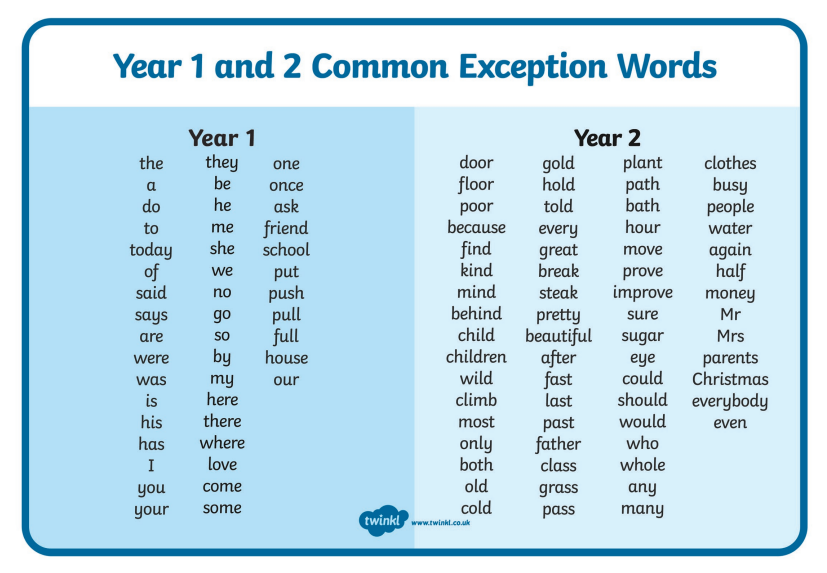 Year 1 and 2 Common Exception Words
Year 1
the
a
do
to
today
of
said
says
are
were
was
is
his
has
I
you
your
they
be
he
me
she
we
no
go
so
by
my
here
there
where
love
come
some
one
once
ask
friend
school
put
push
pull
full
house
our
Year 2
door
floor
poor
because
find
kind
mind
behind
child
children
wild
climb
most
only
both
old
cold
gold
hold
told
every
great
break
steak
pretty
beautiful
after
fast
last
past
father
class
grass
pass
plant
path
bath
hour
move
prove
improve
sure
sugar
eye
could
should
would
who
whole
any
many
clothes
busy
people
water
again
half
money
Mr
Mrs
parents
Christmas
everybody
even
twinkl
www.twinkl.co.uk